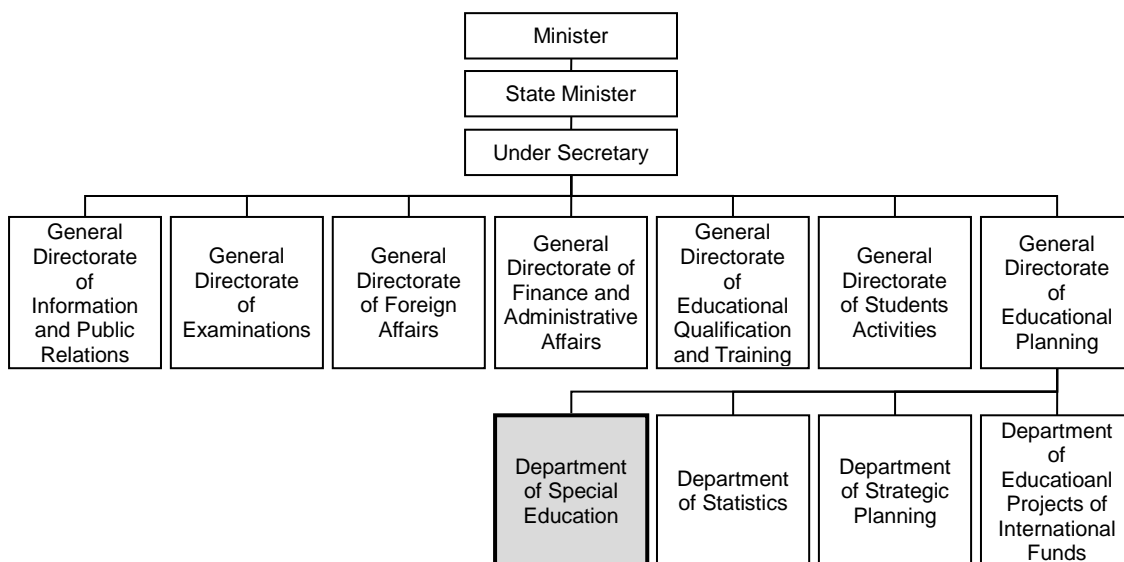 Minister
State Minister
Under Secretary
General
Directorate
of
Information
and Public
Relations
General
Directorate
of
Examinations
General
Directorate
of Foreign
Affairs
General
Directorate of
Finance and
Administrative
Affairs
General
Directorate
of
Educational
Qualification
and Training
General
Directorate
of Students
Activities
General
Directorate
of
Educational
Planning
Department
of Special
Education
Department
of Statistics
Department
of Strategic
Planning
Department
of
Educatioanl
Projects of
International
Funds